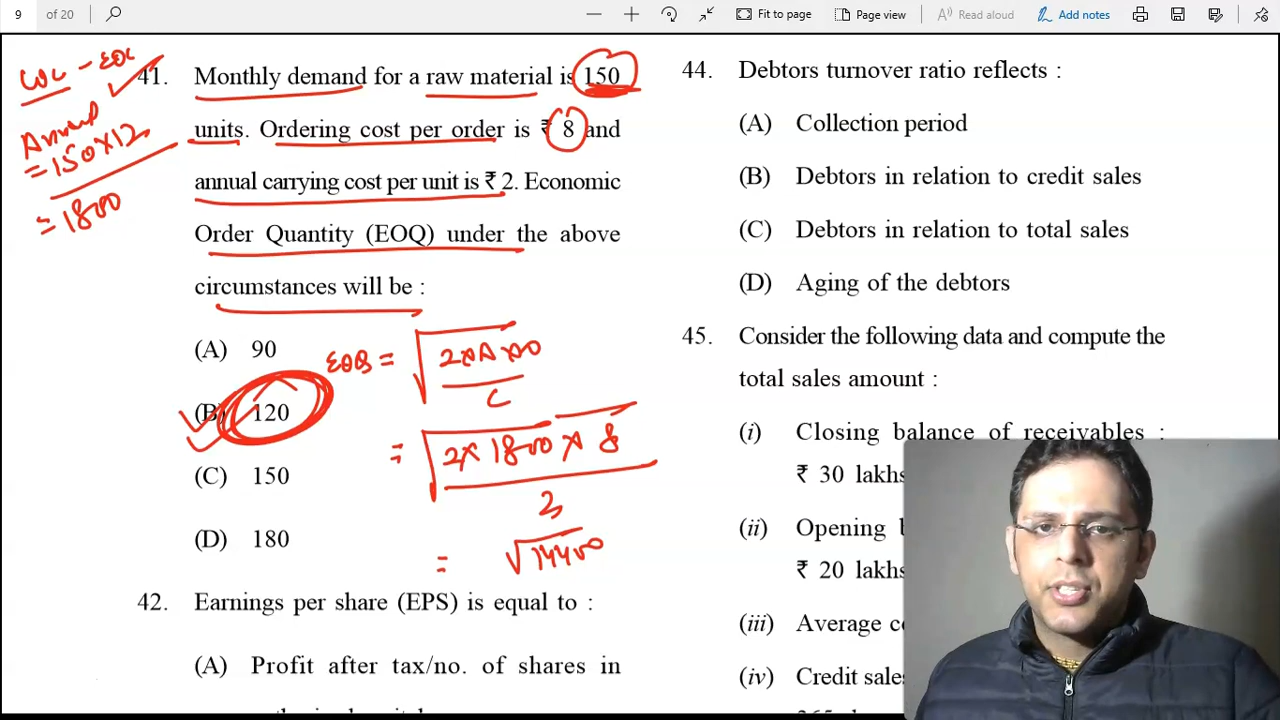 9 of 20
Fit to page
Page view
Read aloud
Add notes
COC - EOC
Annual
= 150 x 12
= 1800
41. Monthly demand for a raw material is 150
units. Ordering cost per order is ₹ 8 and
annual carrying cost per unit is ₹ 2. Economic
Order Quantity (EOQ) under the above
circumstances will be :
(A) 90
(B) 120
(C) 150
(D) 180
EOQ = √ 2 x A x O
C
= √ 2 x 1800 x 8
2
= √14400
42. Earnings per share (EPS) is equal to :
(A) Profit after tax/no. of shares in
44. Debtors turnover ratio reflects :
(A) Collection period
(B) Debtors in relation to credit sales
(C) Debtors in relation to total sales
(D) Aging of the debtors
45. Consider the following data and compute the
total sales amount :
(i) Closing balance of receivables :
₹ 30 lakhs
(ii) Opening
₹ 20 lakhs
(iii) Average
(iv) Credit